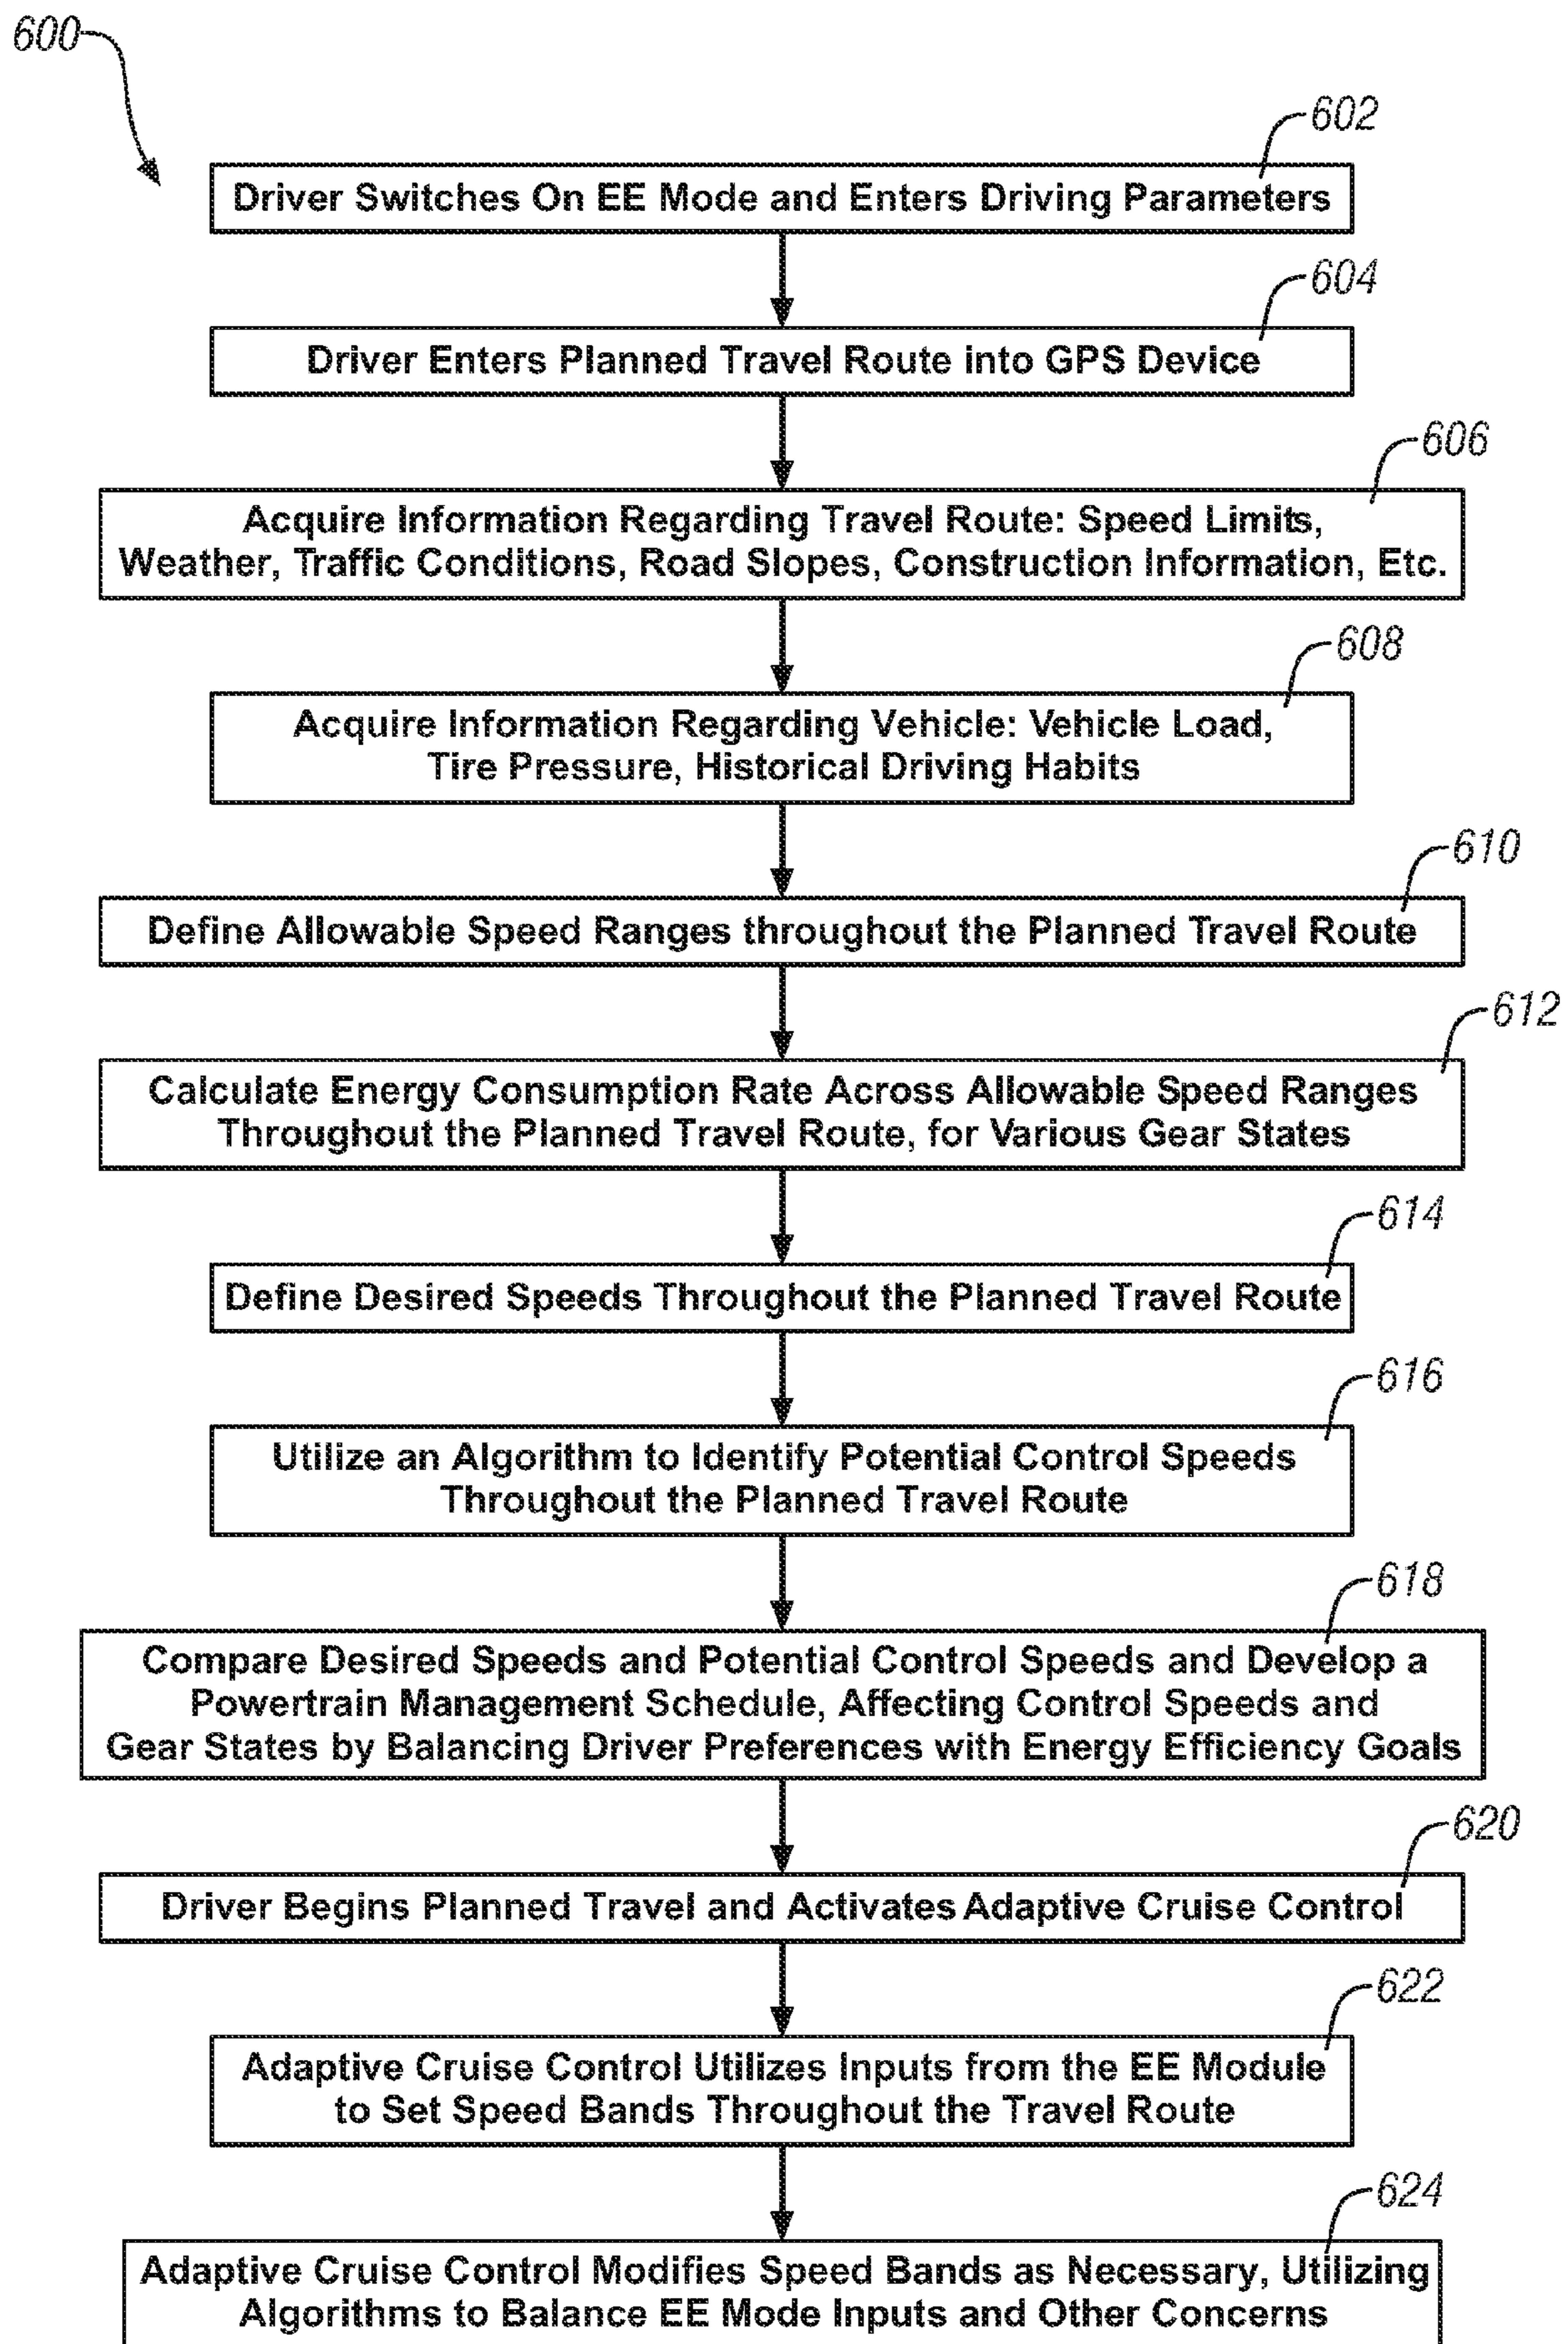 600
602
Driver Switches On EE Mode and Enters Driving Parameters
604
Driver Enters Planned Travel Route into GPS Device
606
Acquire Information Regarding Travel Route: Speed Limits,
Weather, Traffic Conditions, Road Slopes, Construction Information, Etc.
608
Acquire Information Regarding Vehicle: Vehicle Load,
Tire Pressure, Historical Driving Habits
610
Define Allowable Speed Ranges throughout the Planned Travel Route
612
Calculate Energy Consumption Rate Across Allowable Speed Ranges
Throughout the Planned Travel Route, for Various Gear States
614
Define Desired Speeds Throughout the Planned Travel Route
616
Utilize an Algorithm to Identify Potential Control Speeds
Throughout the Planned Travel Route
618
Compare Desired Speeds and Potential Control Speeds and Develop a
Powertrain Management Schedule, Affecting Control Speeds and
Gear States by Balancing Driver Preferences with Energy Efficiency Goals
620
Driver Begins Planned Travel and Activates Adaptive Cruise Control
622
Adaptive Cruise Control Utilizes Inputs from the EE Module
to Set Speed Bands Throughout the Travel Route
624
Adaptive Cruise Control Modifies Speed Bands as Necessary, Utilizing
Algorithms to Balance EE Mode Inputs and Other Concerns